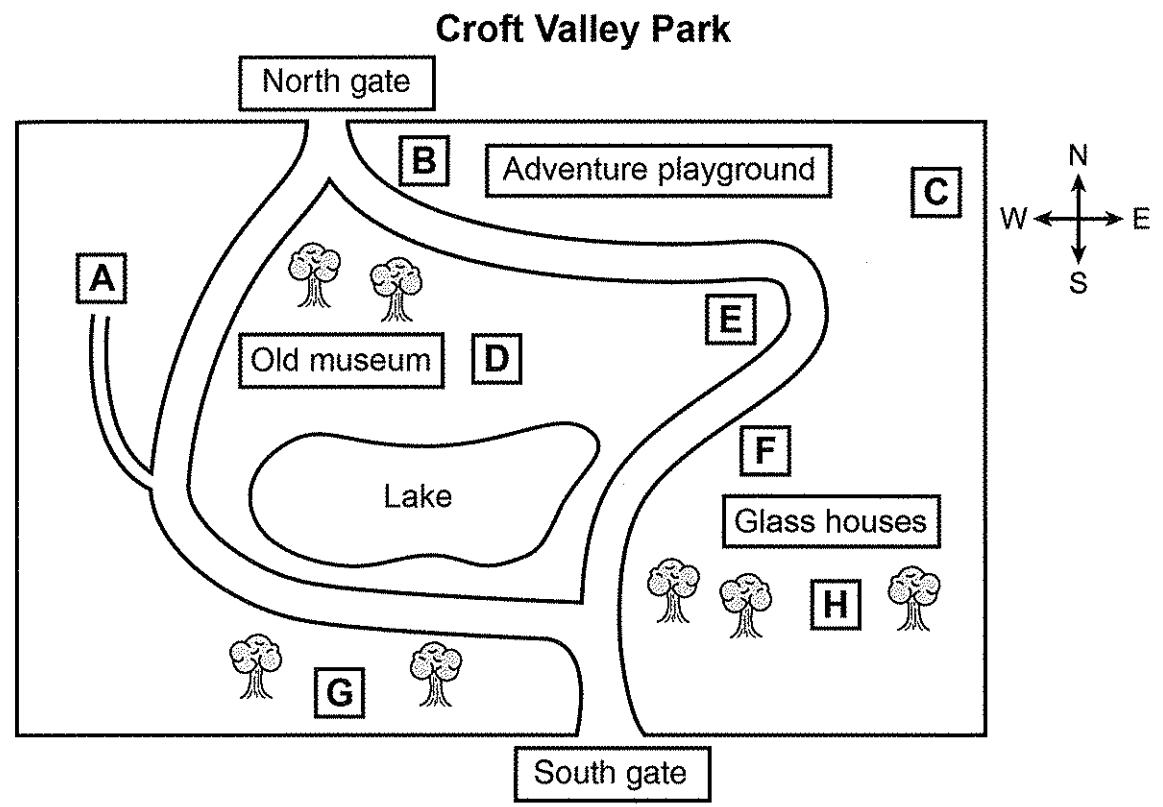 Croft Valley Park
North gate
B
Adventure playground
C
N
W E
S
A
E
Old museum
D
F
Lake
Glass houses
H
G
South gate